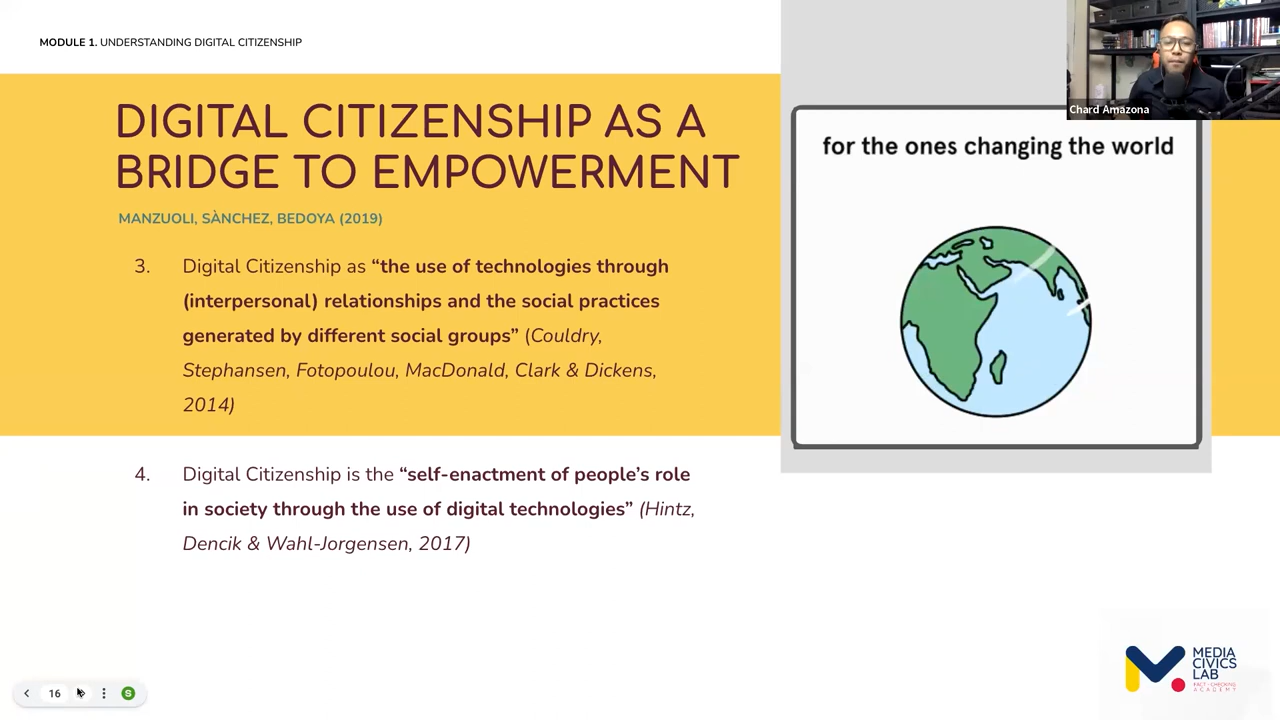 MODULE 1. UNDERSTANDING DIGITAL CITIZENSHIP
DIGITAL CITIZENSHIP AS A
BRIDGE TO EMPOWERMENT
MANZUOLI, SÀNCHEZ, BEDOYA (2019)
3. Digital Citizenship as “the use of technologies through
(interpersonal) relationships and the social practices
generated by different social groups” (Couldry,
Stephansen, Fotopoulou, MacDonald, Clark & Dickens,
2014)
4. Digital Citizenship is the “self-enactment of people’s role
in society through the use of digital technologies” (Hintz,
Dencik & Wahl-Jorgensen, 2017)
Chard Amazona
for the ones changing the world
16
S
MEDIA
CIVICS
LAB
FACT-CHECKING
ACADEMY